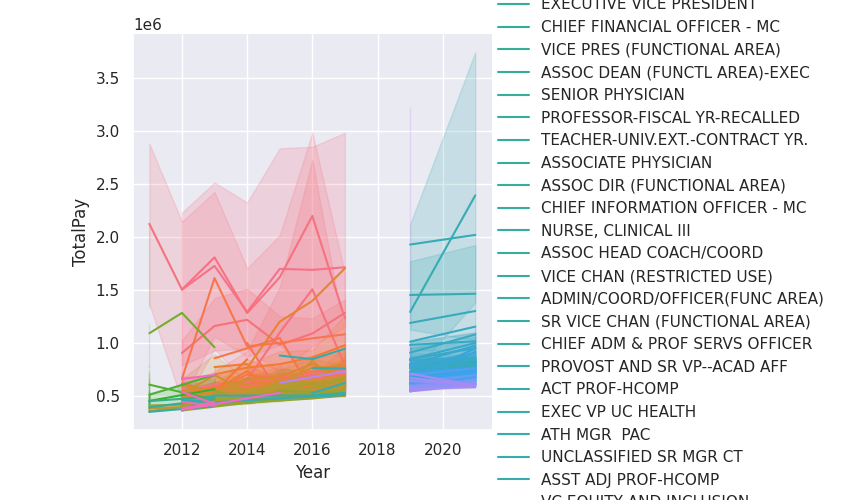 1e6
3.5
3.0
2.5
2.0
1.5
1.0
0.5
TotalPay
2012
2014
2016
2018
2020
Year
EXECUTIVE VICE PRESIDENT
CHIEF FINANCIAL OFFICER - MC
VICE PRES (FUNCTIONAL AREA)
ASSOC DEAN (FUNCTL AREA)-EXEC
SENIOR PHYSICIAN
PROFESSOR-FISCAL YR-RECALLED
TEACHER-UNIV.EXT.-CONTRACT YR.
ASSOCIATE PHYSICIAN
ASSOC DIR (FUNCTIONAL AREA)
CHIEF INFORMATION OFFICER - MC
NURSE, CLINICAL III
ASSOC HEAD COACH/COORD
VICE CHAN (RESTRICTED USE)
ADMIN/COORD/OFFICER(FUNC AREA)
SR VICE CHAN (FUNCTIONAL AREA)
CHIEF ADM & PROF SERVS OFFICER
PROVOST AND SR VP--ACAD AFF
ACT PROF-HCOMP
EXEC VP UC HEALTH
ATH MGR  PAC
UNCLASSIFIED SR MGR CT
ASST ADJ PROF-HCOMP
VC EQUITY AND INCLUSION